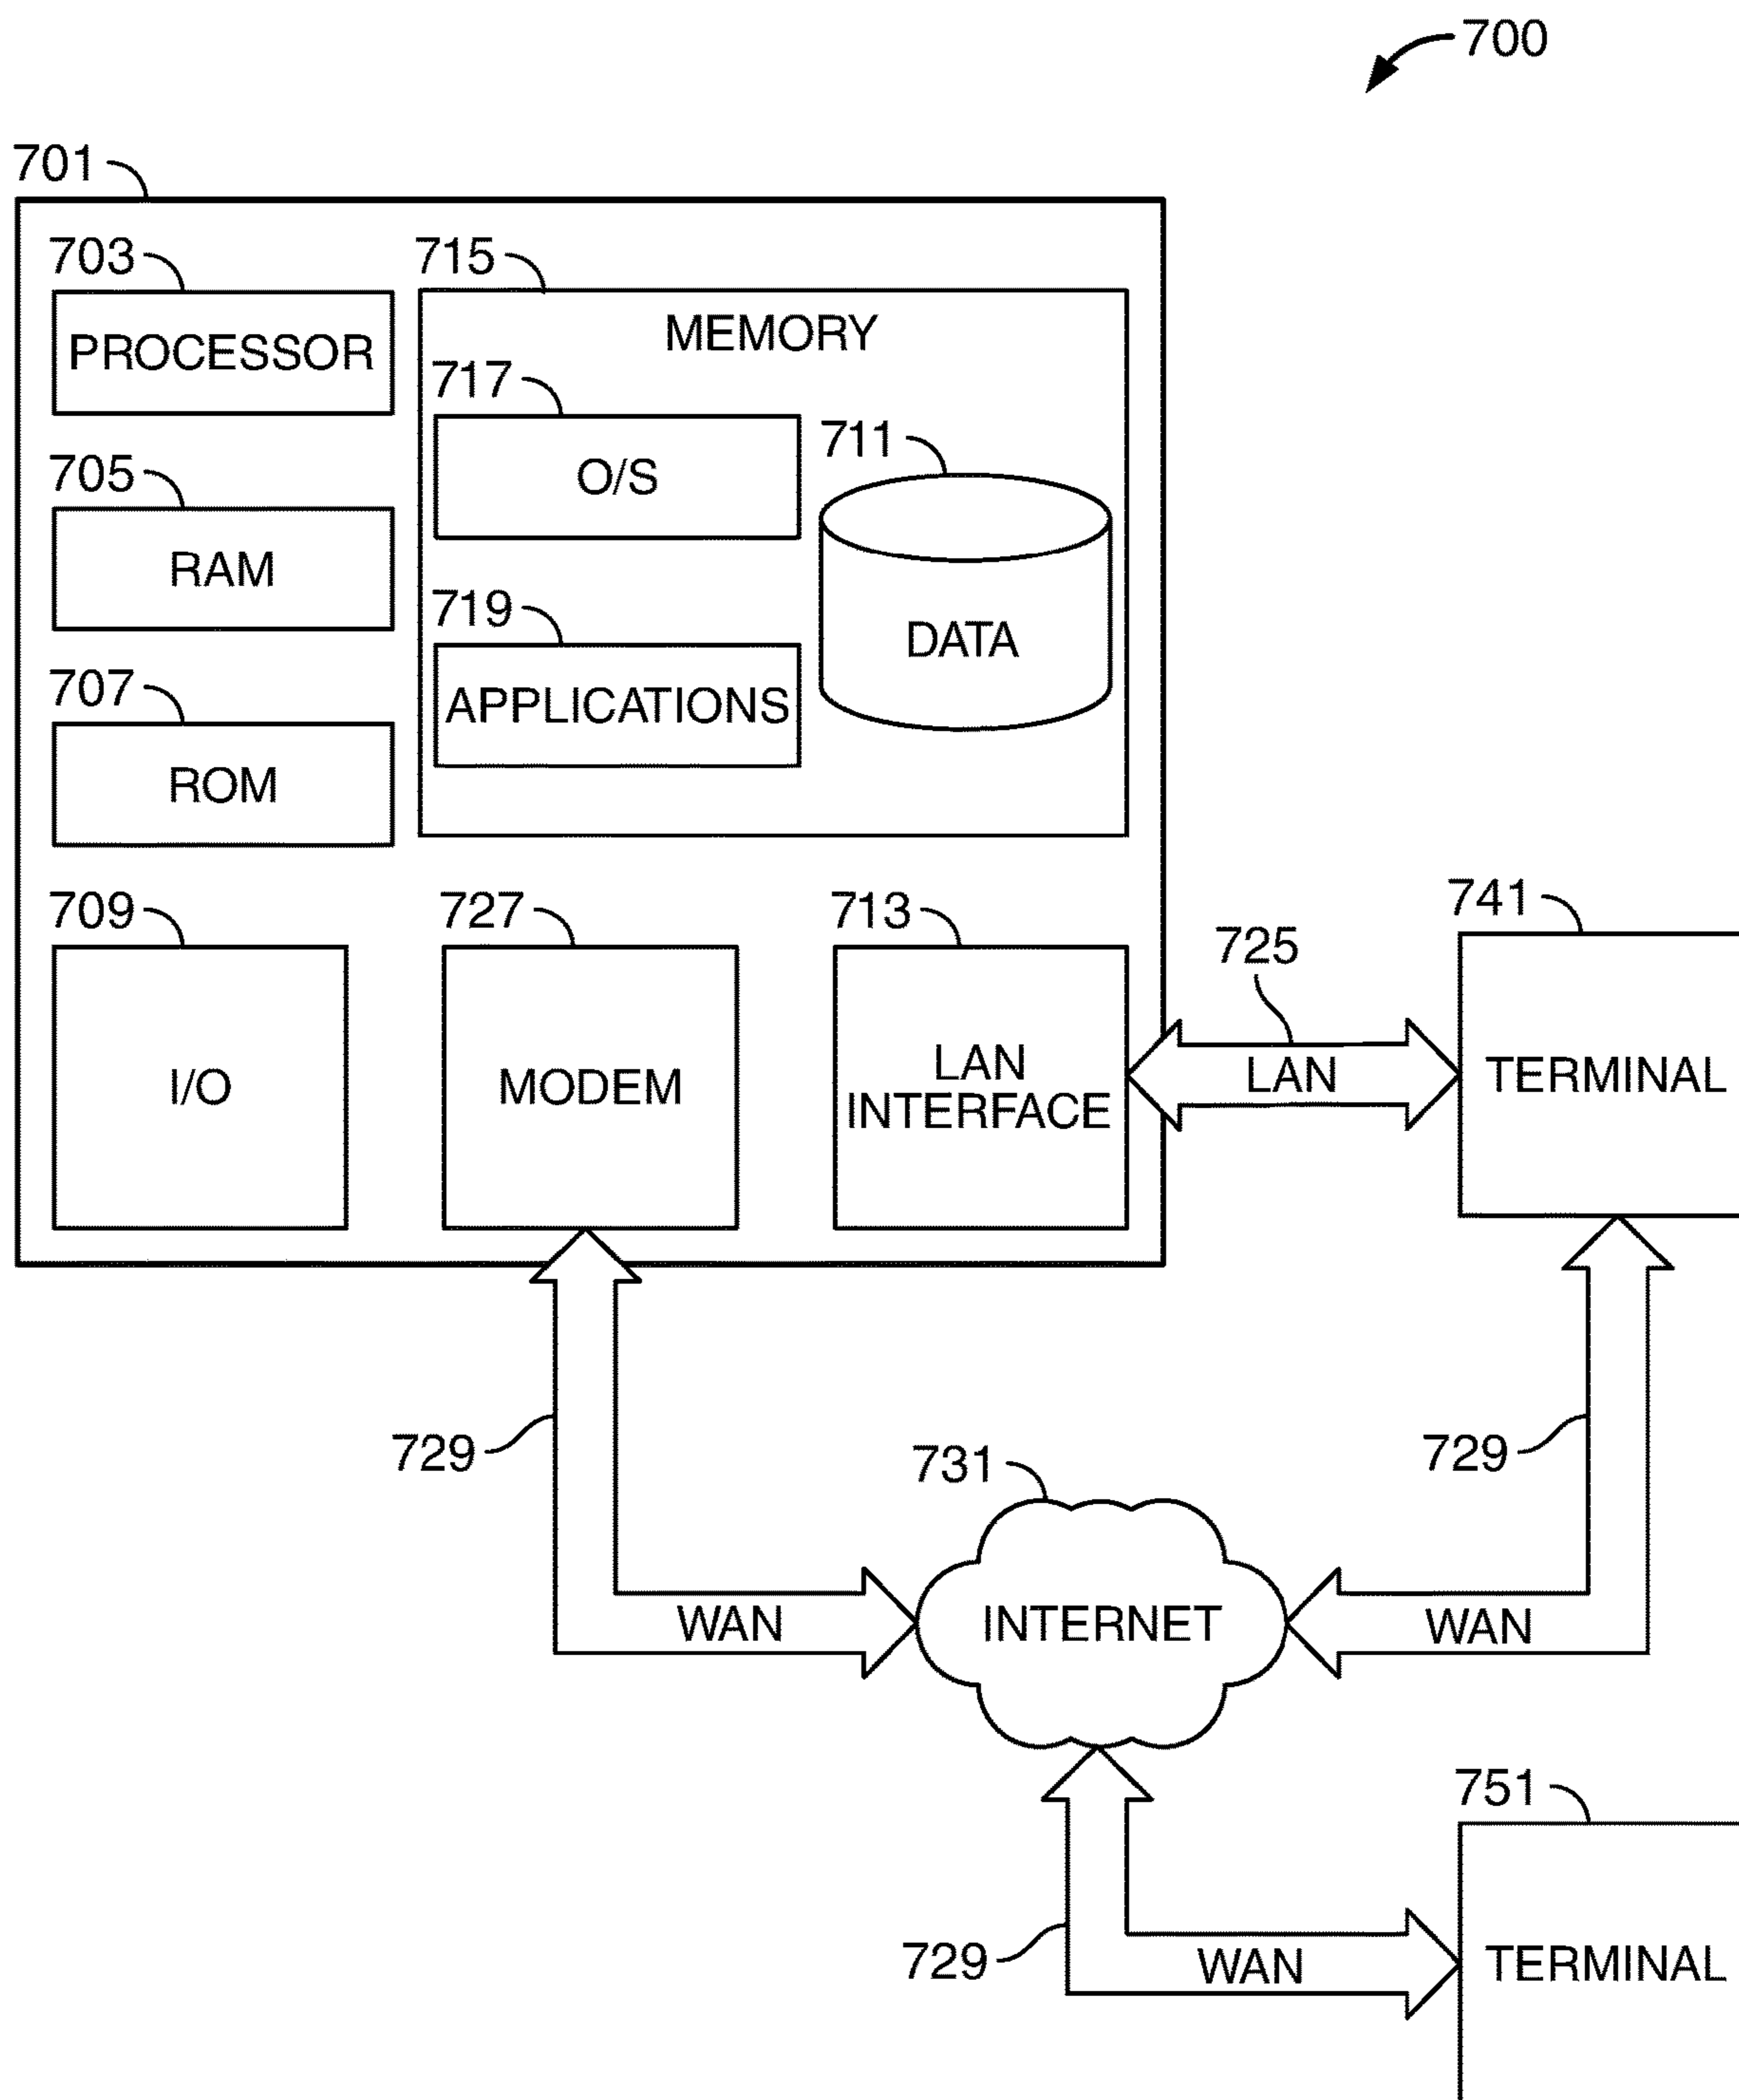 700
701
703
PROCESSOR
715
MEMORY
717
O/S
711
DATA
705
RAM
719
APPLICATIONS
707
ROM
709
I/O
727
MODEM
713
LAN
INTERFACE
725
LAN
741
TERMINAL
729
WAN
731
INTERNET
729
WAN
751
TERMINAL
729
WAN